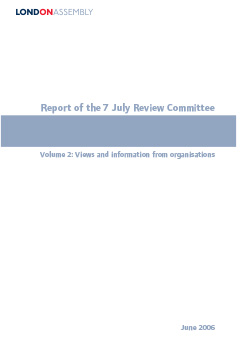 LONDONASSEMBLY
Report of the 7 July Review Committee
Volume 2: Views and information from organisations
June 2006